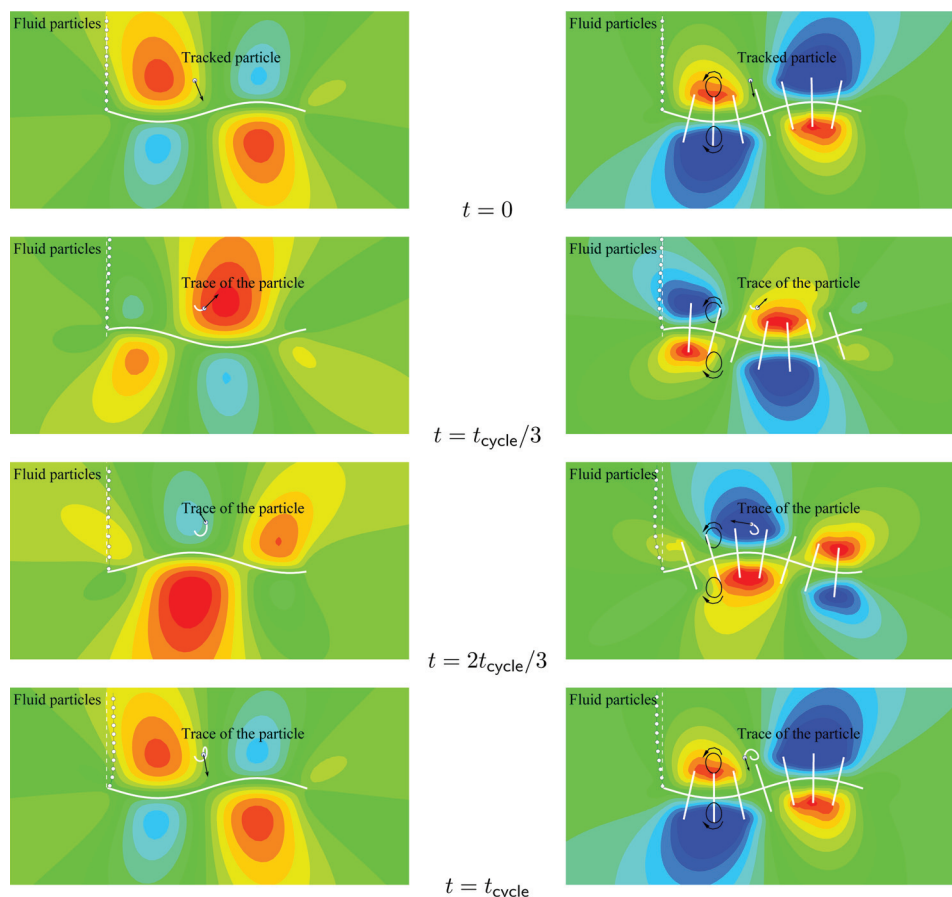 Fluid particles
Tracked particle
Fluid particles
Tracked particle
t = 0
Fluid particles
Trace of the particle
Fluid particles
Trace of the particle
t = t_cycle/3
Fluid particles
Trace of the particle
Fluid particles
Trace of the particle
t = 2t_cycle/3
Fluid particles
Trace of the particle
Fluid particles
Trace of the particle
t = t_cycle